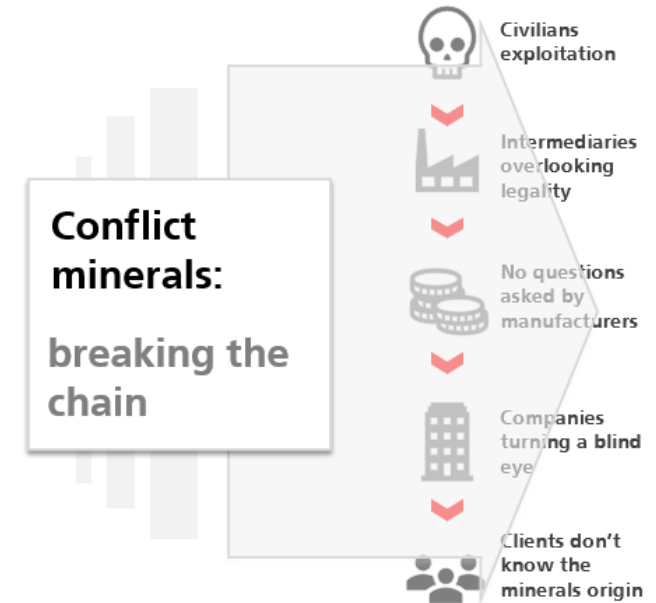 Conflict
minerals:
breaking the
chain
Civilians
exploitation
Intermediaries
overlooking
legality
No questions
asked by
manufacturers
Companies
turning a blind
eye
Clients don’t
know the
minerals origin